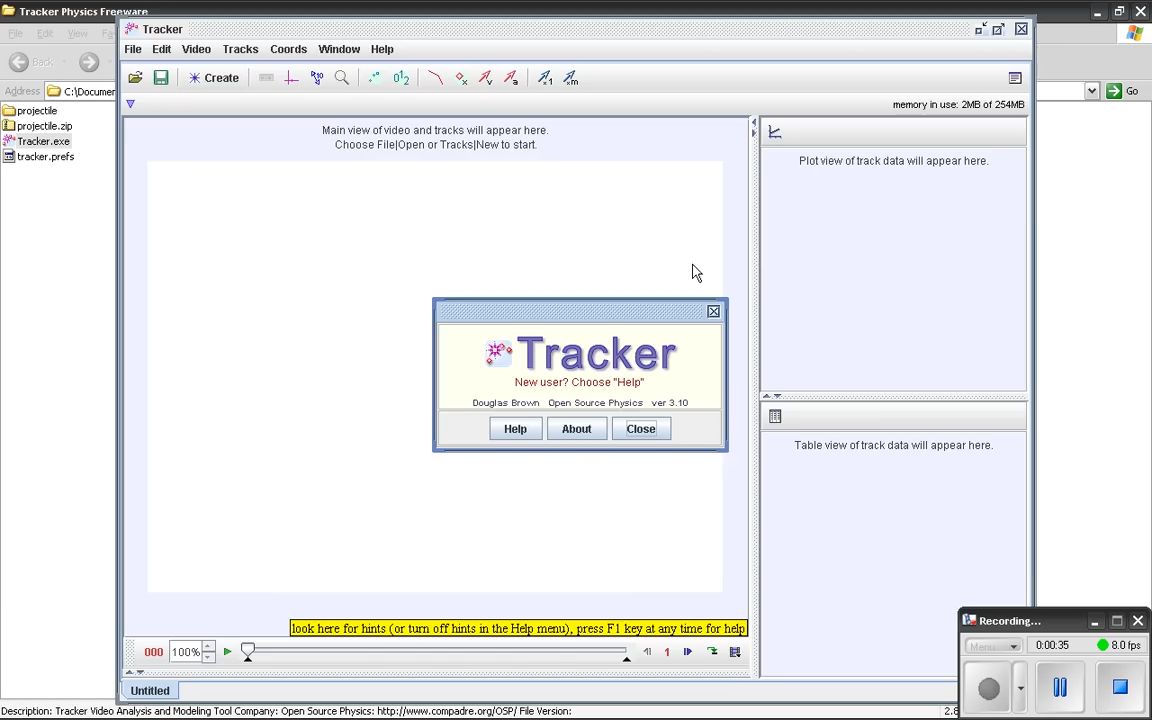 Tracker Physics Freeware
File Edit View
Back
Address C:\Docume
Go
projectile
projectile.zip
Tracker.exe
tracker.prefs
Tracker
File Edit Video Tracks Coords Window Help
Create
memory in use: 2MB of 254MB
Main view of video and tracks will appear here.
Choose File|Open or Tracks|New to start.
Plot view of track data will appear here.
Table view of track data will appear here.
Tracker
New user? Choose "Help"
Douglas Brown Open Source Physics ver 3.10
Help About Close
look here for hints (or turn off hints in the Help menu), press F1 key at any time for help
000 100% 1
Untitled
Recording...
Menu 0:00:35 8.0 fps
Description: Tracker Video Analysis and Modeling Tool Company: Open Source Physics: http://www.compadre.org/OSP/ File Version: 2.8